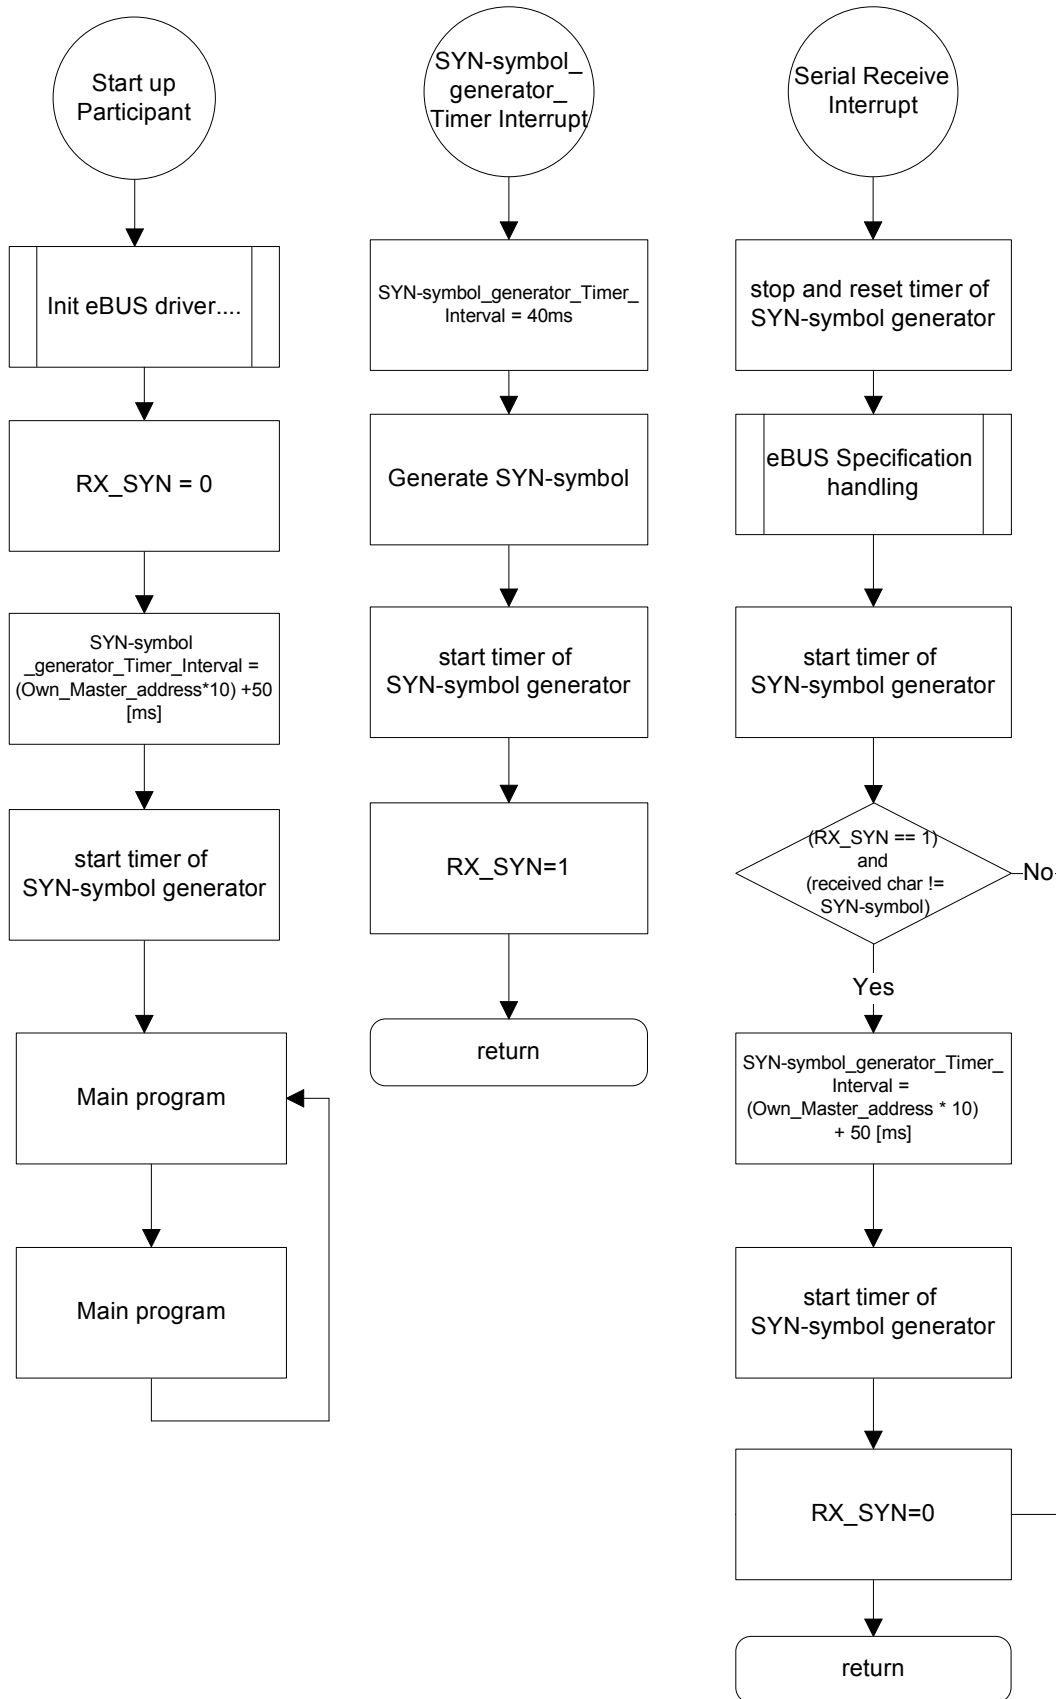 Start up
Participant
Init eBUS driver....
RX_SYN = 0
SYN-symbol
_generator_Timer_Interval =
(Own_Master_address*10) +50
[ms]
start timer of
SYN-symbol generator
Main program
Main program
SYN-symbol_
generator_
Timer Interrupt
SYN-symbol_generator_Timer_
Interval = 40ms
Generate SYN-symbol
start timer of
SYN-symbol generator
RX_SYN=1
return
Serial Receive
Interrupt
stop and reset timer of
SYN-symbol generator
eBUS Specification
handling
start timer of
SYN-symbol generator
(RX_SYN == 1)
and
(received char !=
SYN-symbol)
No
Yes
SYN-symbol_generator_Timer_
Interval =
(Own_Master_address * 10)
+ 50 [ms]
start timer of
SYN-symbol generator
RX_SYN=0
return